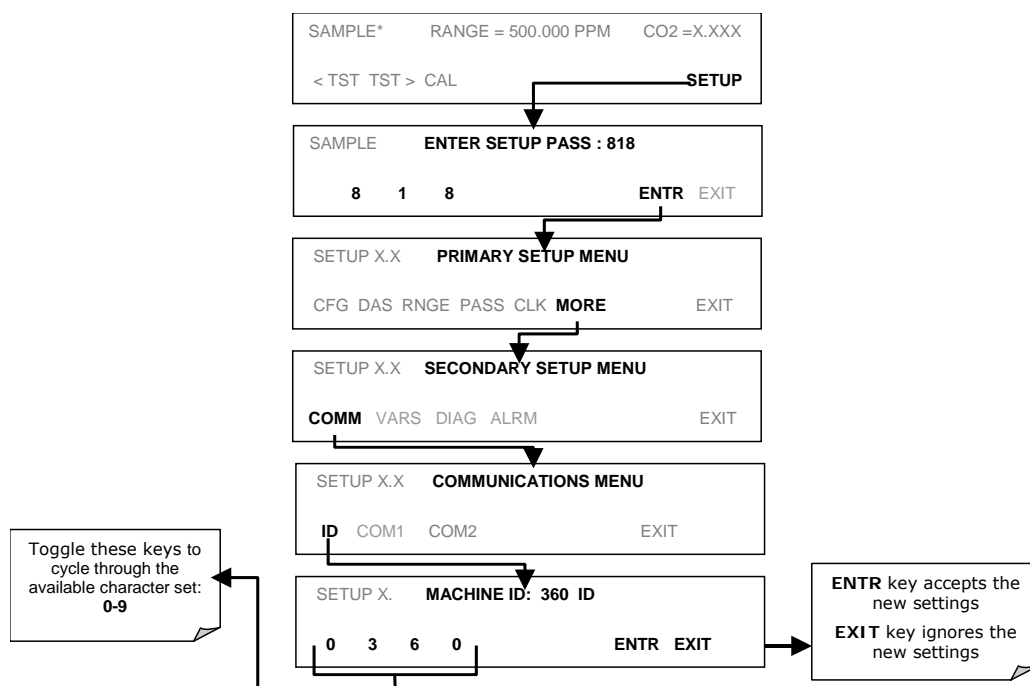 SAMPLE* RANGE = 500.000 PPM CO2 =X.XXX
< TST TST > CAL SETUP
SAMPLE ENTER SETUP PASS : 818
8 1 8 ENTR EXIT
SETUP X.X PRIMARY SETUP MENU
CFG DAS RNGE PASS CLK MORE EXIT
SETUP X.X SECONDARY SETUP MENU
COMM VARS DIAG ALRM EXIT
SETUP X.X COMMUNICATIONS MENU
ID COM1 COM2 EXIT
Toggle these keys to
cycle through the
available character set:
0-9
SETUP X. MACHINE ID: 360 ID
0 3 6 0 ENTR EXIT
ENTR key accepts the
new settings
EXIT key ignores the
new settings